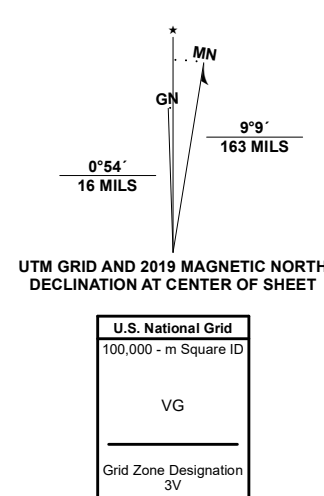 ★
MN
GN
9°9´
163 MILS
0°54´
16 MILS
UTM GRID AND 2019 MAGNETIC NORTH
DECLINATION AT CENTER OF SHEET
U.S. National Grid
100,000 - m Square ID
VG
Grid Zone Designation
3V